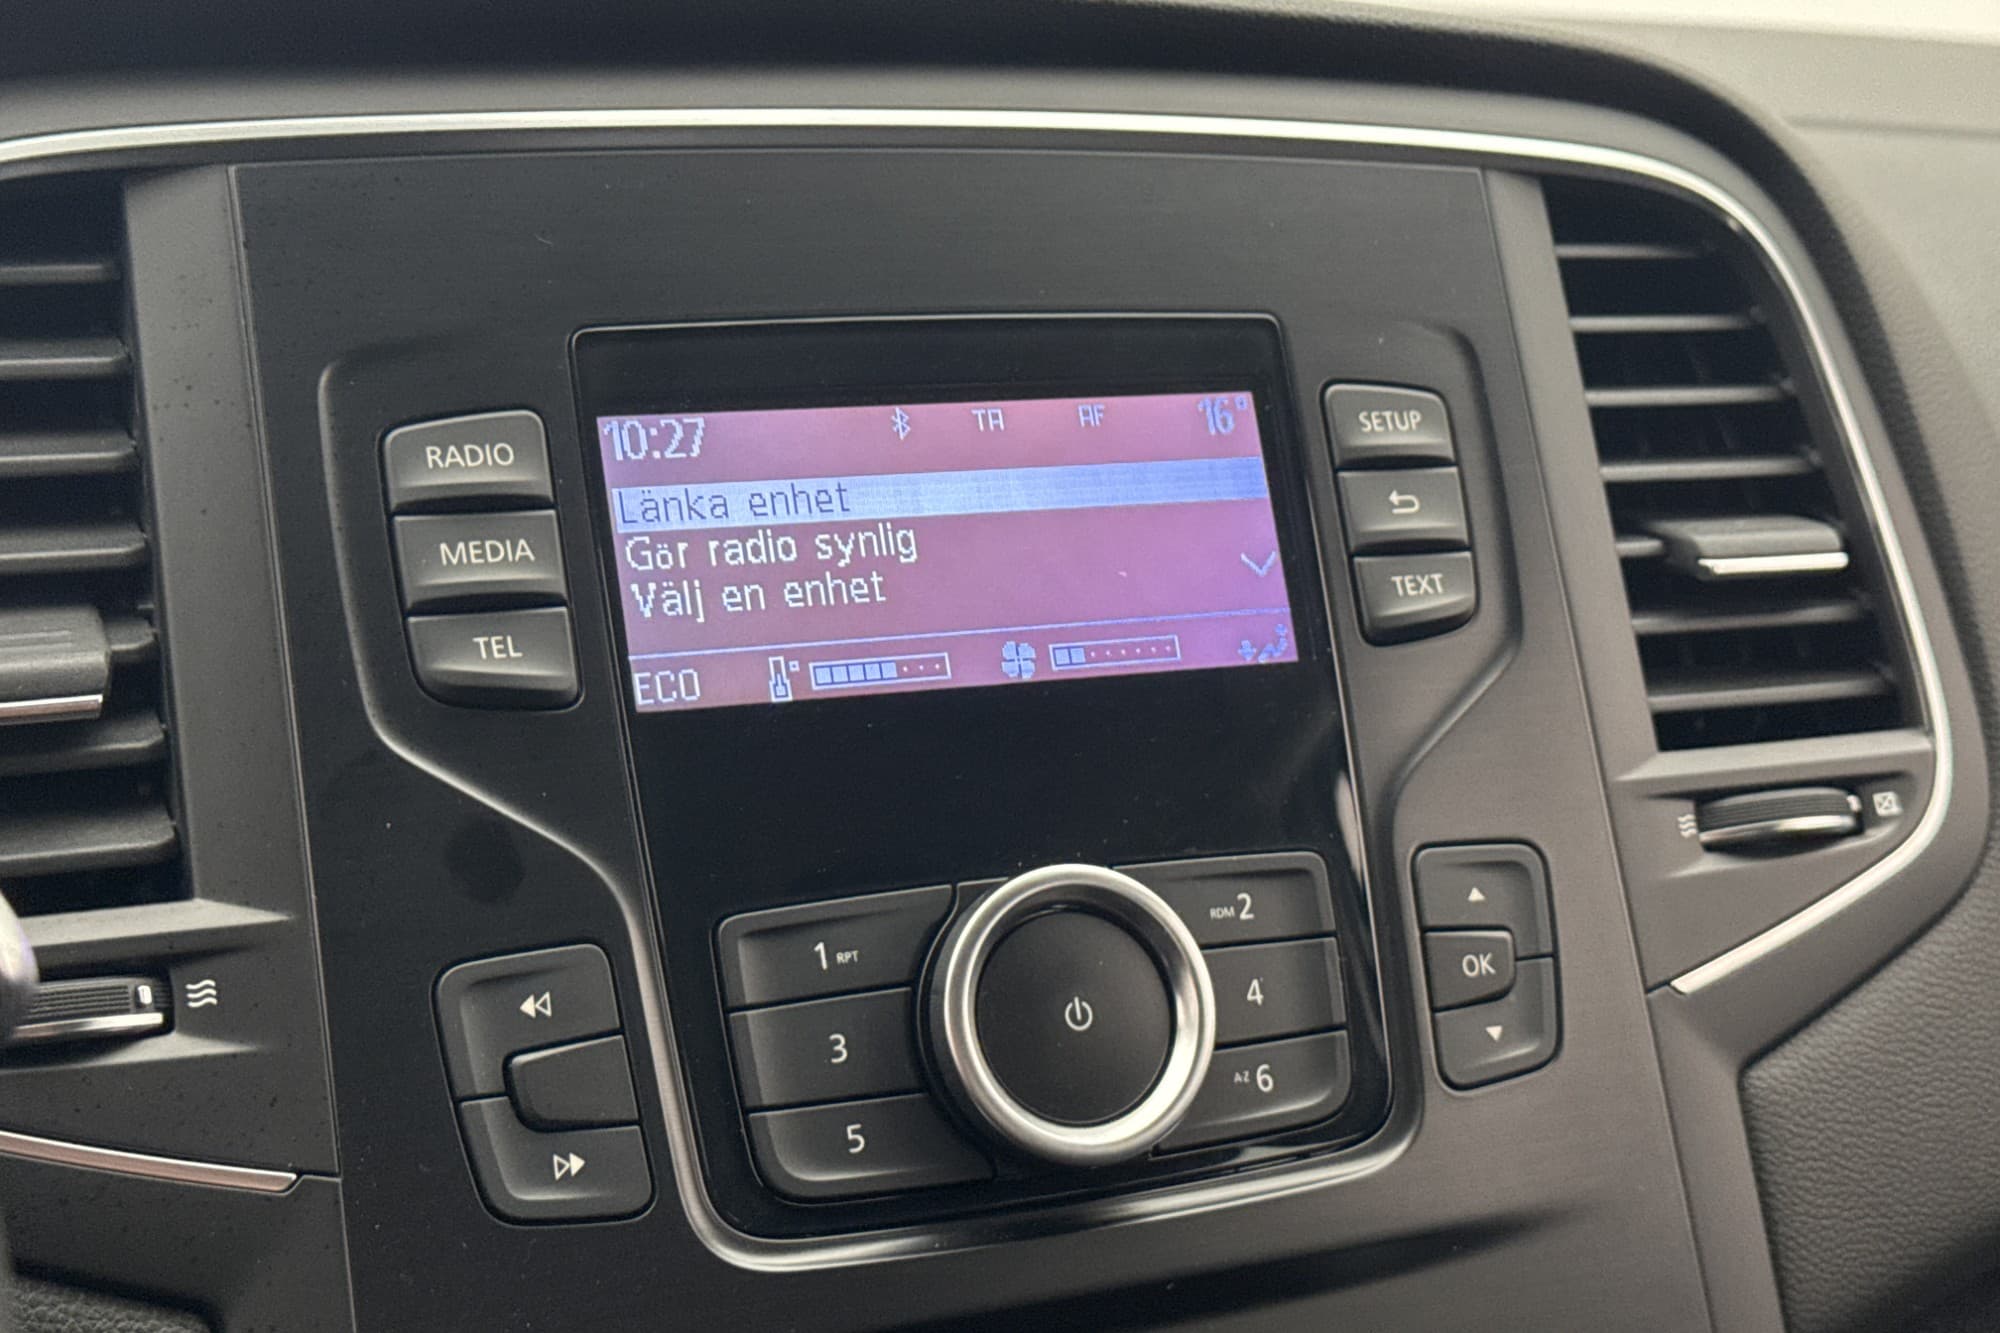 10:27 TA AF 16°
Länka enhet
Gör radio synlig
Välj en enhet
ECO
RADIO
MEDIA
TEL
SETUP
TEXT
1 RPT
RDM 2
3
4
5
AZ 6
OK